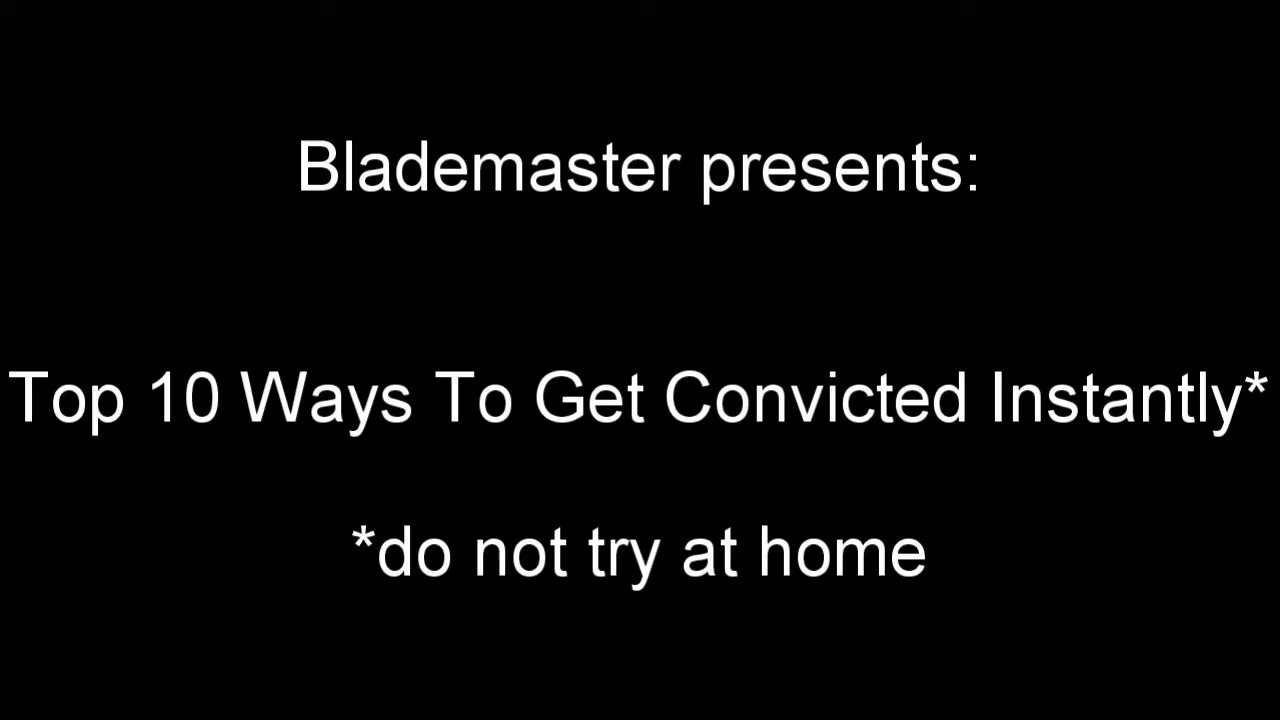 Blademaster presents:
Top 10 Ways To Get Convicted Instantly*
*do not try at home